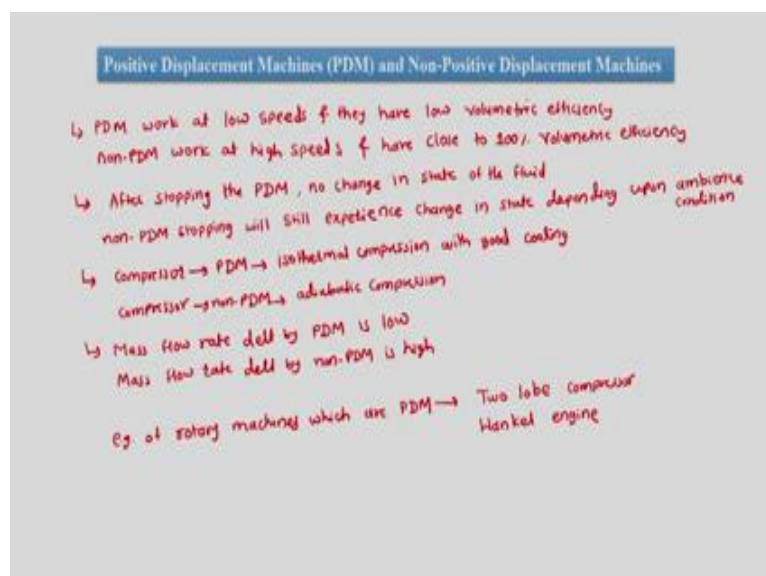 Positive Displacement Machines (PDM) and Non-Positive Displacement Machines
↳ PDM work at low speeds & they have low volumetric efficiency
non-PDM work at high speeds & have close to 100% volumetric efficiency
↳ After stopping the PDM, no change in state of the fluid
non-PDM stopping will still experience change in state depending upon ambience condition
↳ Compressor → PDM → isothermal compression with good cooling
compressor → non-PDM → adiabatic compression
↳ Mass flow rate dell by PDM is low
Mass flow rate dell by non-PDM is high
eg of rotary machines which are PDM → Two lobe compressor
Wankel engine